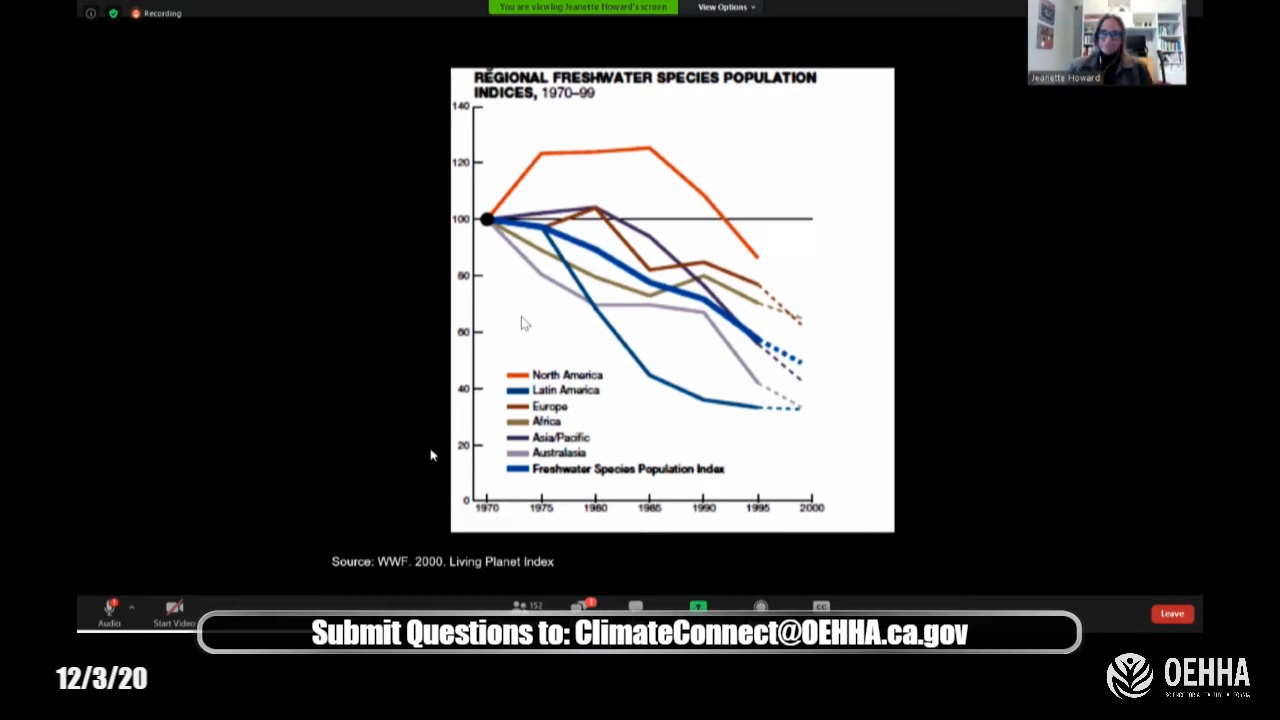 Recording
You are viewing Jeanette Howard's screen
View Options
Jeanette Howard
REGIONAL FRESHWATER SPECIES POPULATION
INDICES, 1970–99
140
120
100
80
60
40
20
0
North America
Latin America
Europe
Africa
Asia/Pacific
Australasia
Freshwater Species Population Index
1970 1975 1980 1985 1990 1995 2000
Source: WWF. 2000. Living Planet Index
152
1
CC
Audio
Start Video
Leave
Submit Questions to: ClimateConnect@OEHHA.ca.gov
12/3/20
OEHHA